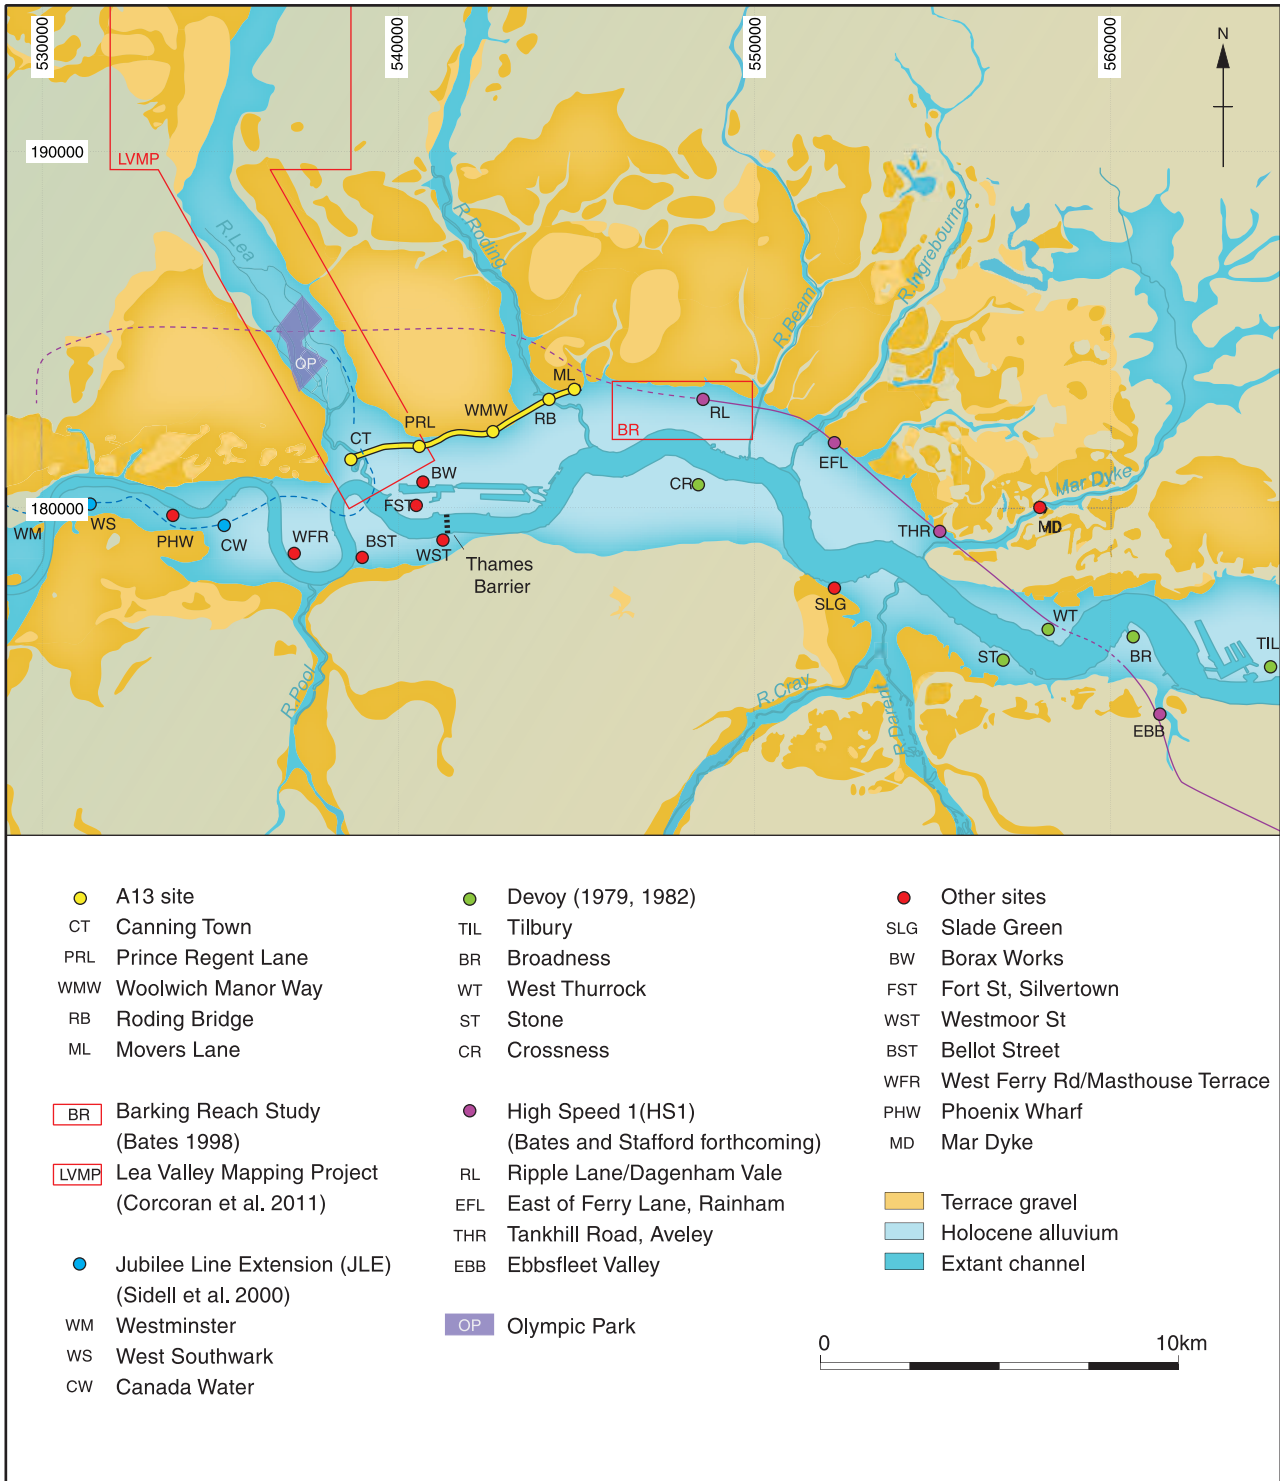 530000
540000
550000
560000
N
190000
LVMP
R.Lea
R.Roding
R.Beam
R.Ingrebourne
OP
ML
WMW
RB
RL
PRL
BR
CT
EFL
BW
CR
Mar Dyke
FST
180000
WS
WM
PHW
CW
WFR
BST
WST
Thames
Barrier
THR
MD
SLG
WT
ST
BR
TIL
R.Pool
R.Cray
R.Darent
EBB
A13 site
CT Canning Town
PRL Prince Regent Lane
WMW Woolwich Manor Way
RB Roding Bridge
ML Movers Lane
BR Barking Reach Study
(Bates 1998)
LVMP Lea Valley Mapping Project
(Corcoran et al. 2011)
Jubilee Line Extension (JLE)
(Sidell et al. 2000)
WM Westminster
WS West Southwark
CW Canada Water
Devoy (1979, 1982)
TIL Tilbury
BR Broadness
WT West Thurrock
ST Stone
CR Crossness
High Speed 1(HS1)
(Bates and Stafford forthcoming)
RL Ripple Lane/Dagenham Vale
EFL East of Ferry Lane, Rainham
THR Tankhill Road, Aveley
EBB Ebbsfleet Valley
OP Olympic Park
Other sites
SLG Slade Green
BW Borax Works
FST Fort St, Silvertown
WST Westmoor St
BST Bellot Street
WFR West Ferry Rd/Masthouse Terrace
PHW Phoenix Wharf
MD Mar Dyke
Terrace gravel
Holocene alluvium
Extant channel
0 10km